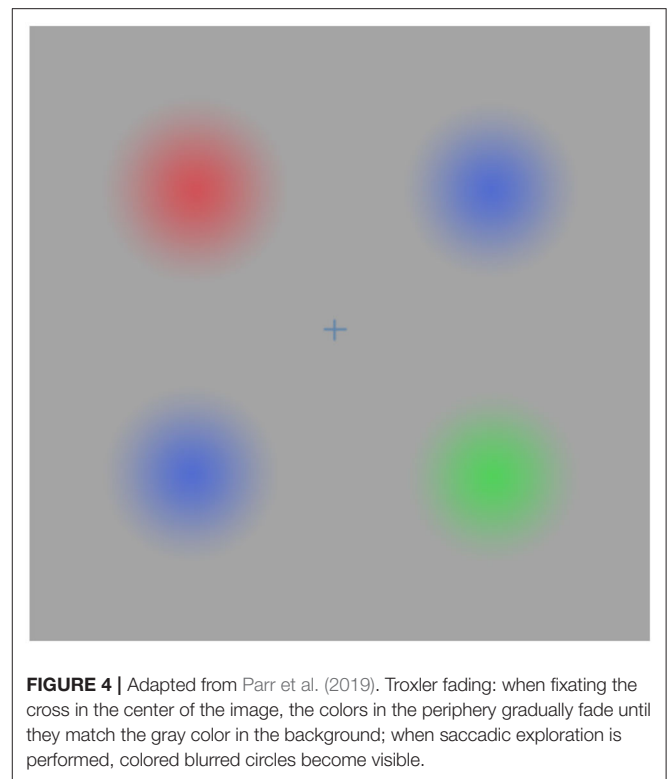 FIGURE 4 | Adapted from Parr et al. (2019). Troxler fading: when fixating the
cross in the center of the image, the colors in the periphery gradually fade until
they match the gray color in the background; when saccadic exploration is
performed, colored blurred circles become visible.